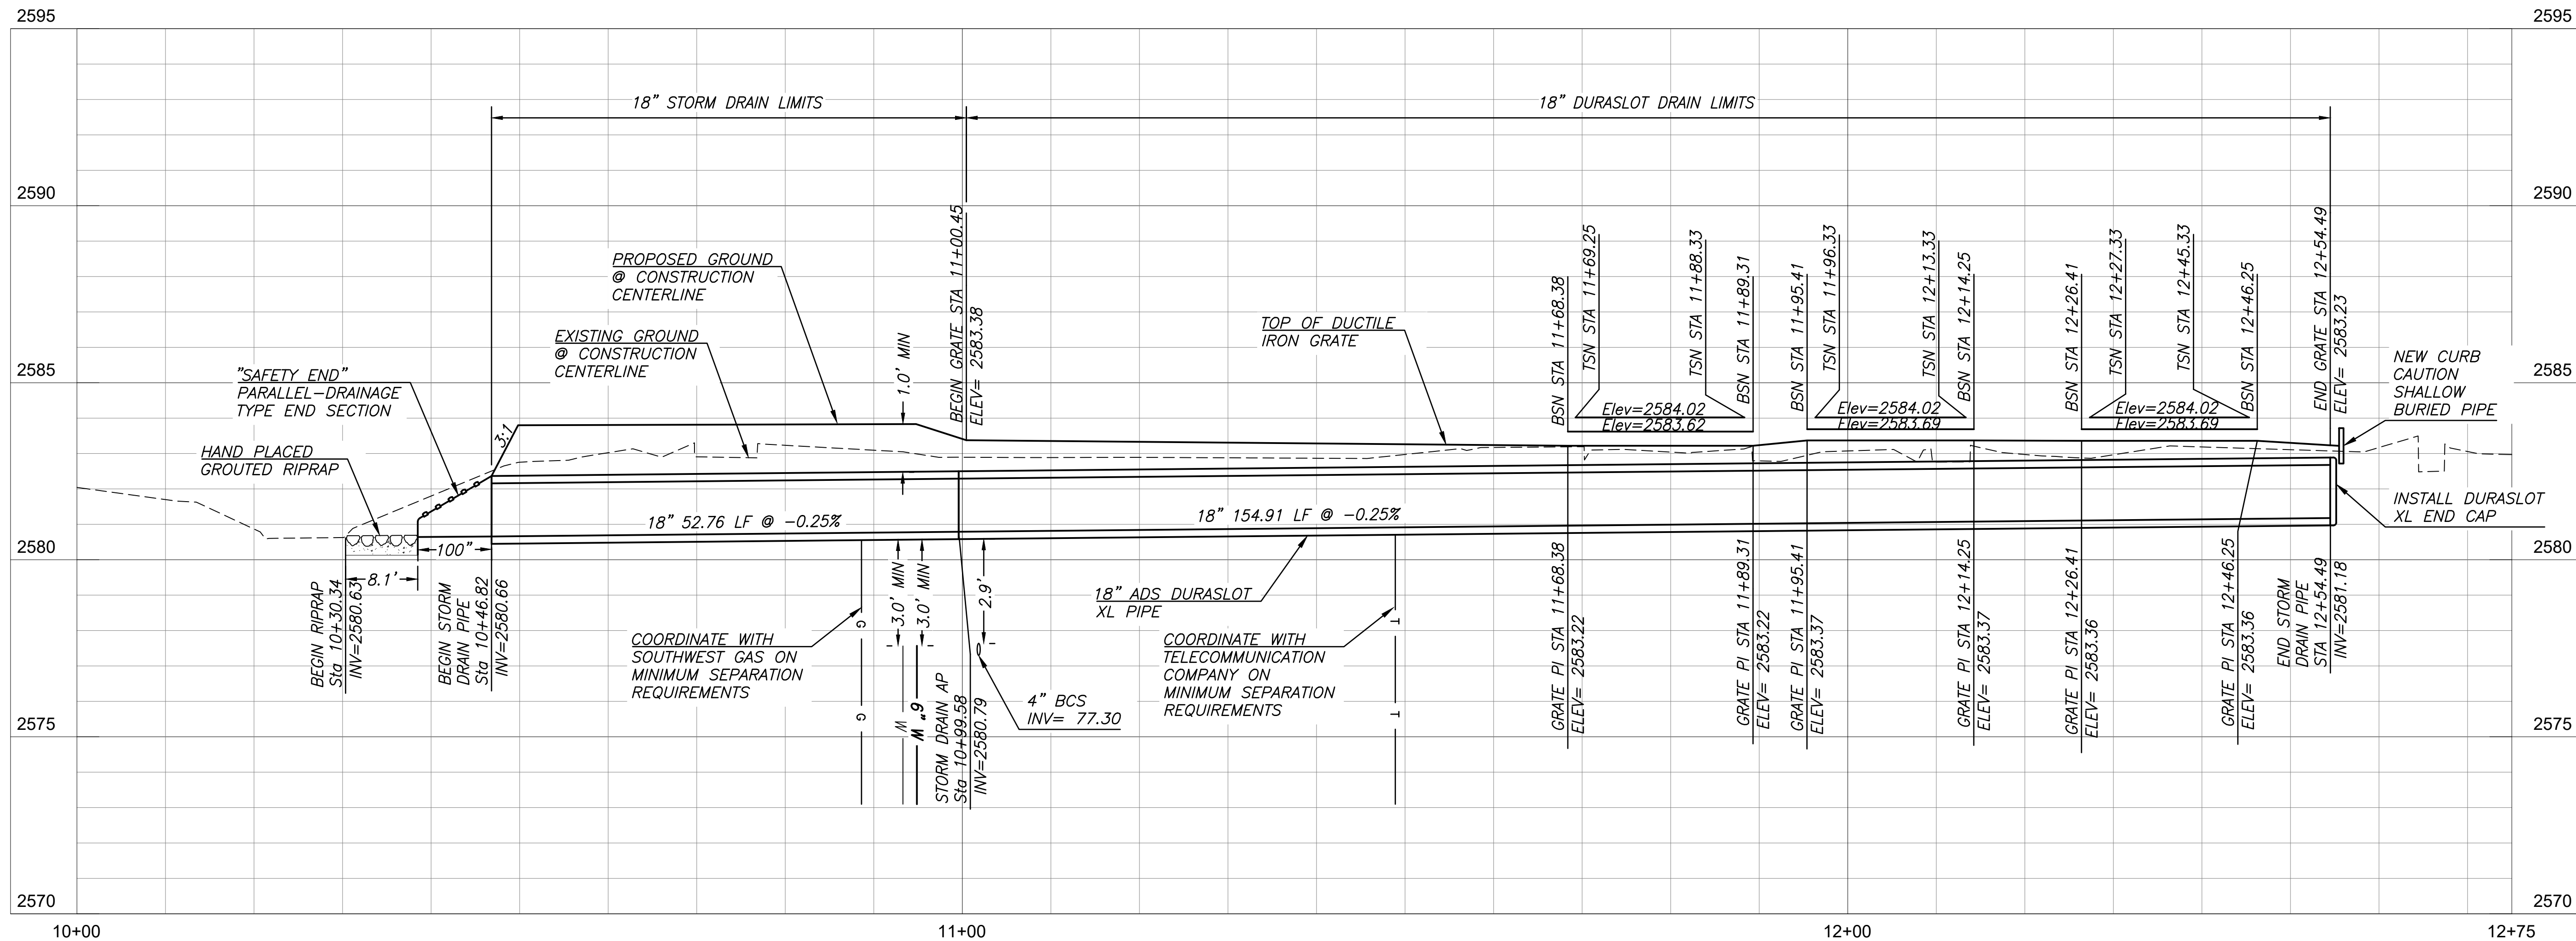 2595
2595
18" STORM DRAIN LIMITS
18" DURASLOT DRAIN LIMITS
2590
2590
PROPOSED GROUND
@ CONSTRUCTION
CENTERLINE
EXISTING GROUND
@ CONSTRUCTION
CENTERLINE
1.0' MIN
BEGIN GRATE STA 11+00.45
ELEV= 2583.38
TOP OF DUCTILE
IRON GRATE
BSN STA 11+68.38
TSN STA 11+69.25
TSN STA 11+88.33
BSN STA 11+89.31
BSN STA 11+95.41
TSN STA 11+96.33
TSN STA 12+13.33
BSN STA 12+14.25
BSN STA 12+26.41
TSN STA 12+27.33
TSN STA 12+45.33
BSN STA 12+46.25
END GRATE STA 12+54.49
ELEV= 2583.23
2585
2585
"SAFETY END"
PARALLEL-DRAINAGE
TYPE END SECTION
3:1
Elev=2584.02
Elev=2583.62
Elev=2584.02
Elev=2583.69
Elev=2584.02
Elev=2583.69
NEW CURB
CAUTION
SHALLOW
BURIED PIPE
HAND PLACED
GROUTED RIPRAP
18" 52.76 LF @ -0.25%
18" 154.91 LF @ -0.25%
INSTALL DURASLOT
XL END CAP
2580
2580
100"
8.1'
BEGIN RIPRAP
Sta 10+30.34
INV=2580.63
BEGIN STORM
DRAIN PIPE
Sta 10+46.82
INV=2580.66
3.0' MIN
3.0' MIN
2.9'
18" ADS DURASLOT
XL PIPE
COORDINATE WITH
SOUTHWEST GAS ON
MINIMUM SEPARATION
REQUIREMENTS
G
G
W
6" W
STORM DRAIN AP
Sta 10+99.58
INV=2580.79
4" BCS
INV= 77.30
COORDINATE WITH
TELECOMMUNICATION
COMPANY ON
MINIMUM SEPARATION
REQUIREMENTS
T
T
GRATE PI STA 11+68.38
ELEV= 2583.22
GRATE PI STA 11+89.31
ELEV= 2583.22
GRATE PI STA 11+95.41
ELEV= 2583.37
GRATE PI STA 12+14.25
ELEV= 2583.37
GRATE PI STA 12+26.41
ELEV= 2583.36
GRATE PI STA 12+46.25
ELEV= 2583.36
END STORM
DRAIN PIPE
STA 12+54.49
INV=2581.18
2575
2575
2570
2570
10+00
11+00
12+00
12+75